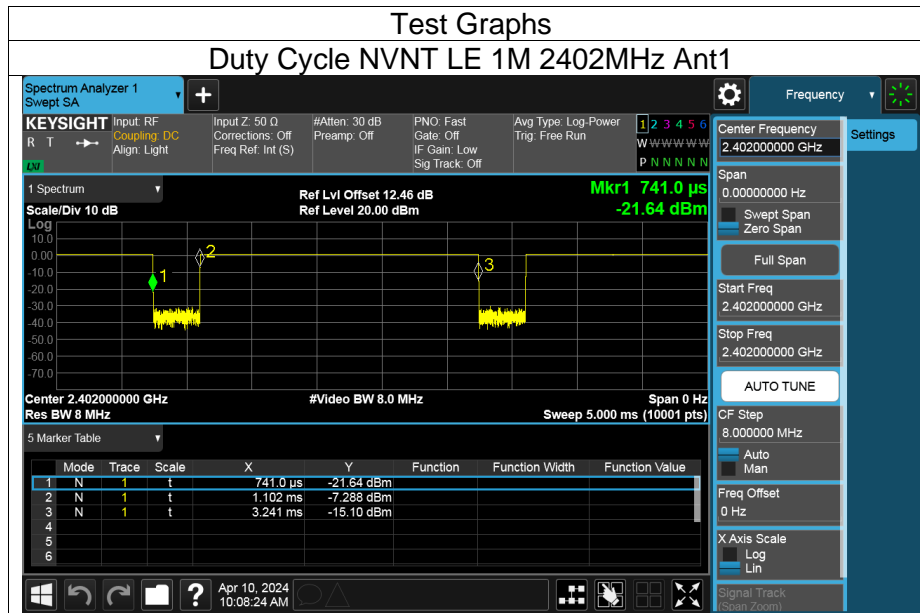 Test Graphs
Duty Cycle NVNT LE 1M 2402MHz Ant1
Spectrum Analyzer 1
Swept SA
+
Frequency
KEYSIGHT
R T
LXI
Input: RF
Coupling: DC
Align: Light
Input Z: 50 Ω
Corrections: Off
Freq Ref: Int (S)
#Atten: 30 dB
Preamp: Off
PNO: Fast
Gate: Off
IF Gain: Low
Sig Track: Off
Avg Type: Log-Power
Trig: Free Run
1 2 3 4 5 6
W W W W W W
P N N N N N
Center Frequency
2.402000000 GHz
Settings
Span
0.00000000 Hz
Swept Span
Zero Span
Full Span
Start Freq
2.402000000 GHz
Stop Freq
2.402000000 GHz
AUTO TUNE
CF Step
8.000000 MHz
Auto
Man
Freq Offset
0 Hz
X Axis Scale
Log
Lin
Signal Track
(Span Zoom)
1 Spectrum
Scale/Div 10 dB
Ref Lvl Offset 12.46 dB
Ref Level 20.00 dBm
Mkr1 741.0 µs
-21.64 dBm
Log
10.0
0.00
-10.0
-20.0
-30.0
-40.0
-50.0
-60.0
-70.0
1
2
3
Center 2.402000000 GHz
Res BW 8 MHz
#Video BW 8.0 MHz
Span 0 Hz
Sweep 5.000 ms (10001 pts)
5 Marker Table
Mode Trace Scale X Y Function Function Width Function Value
1 N 1 t 741.0 µs -21.64 dBm
2 N 1 t 1.102 ms -7.288 dBm
3 N 1 t 3.241 ms -15.10 dBm
4
5
6
?
Apr 10, 2024
10:08:24 AM